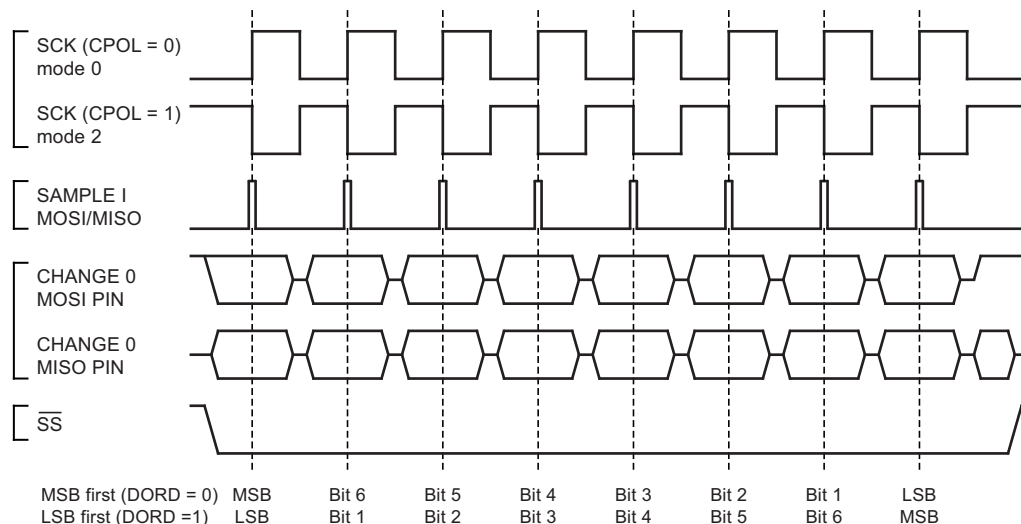 SCK (CPOL = 0)
mode 0
SCK (CPOL = 1)
mode 2
SAMPLE I
MOSI/MISO
CHANGE 0
MOSI PIN
CHANGE 0
MISO PIN
SS
MSB first (DORD = 0) MSB Bit 6 Bit 5 Bit 4 Bit 3 Bit 2 Bit 1 LSB
LSB first (DORD =1) LSB Bit 1 Bit 2 Bit 3 Bit 4 Bit 5 Bit 6 MSB